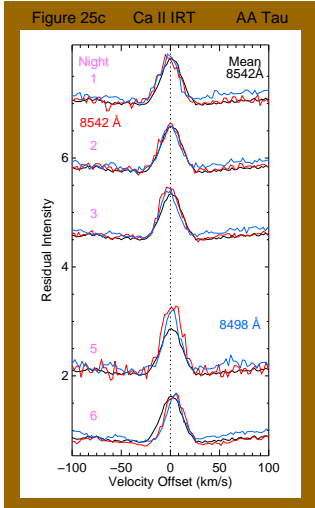 Figure 25c Ca II IRT AA Tau
Night
1
Mean
8542Å
8542 Å
2
3
8498 Å
5
6
6
4
2
Residual Intensity
−100 −50 0 50 100
Velocity Offset (km/s)